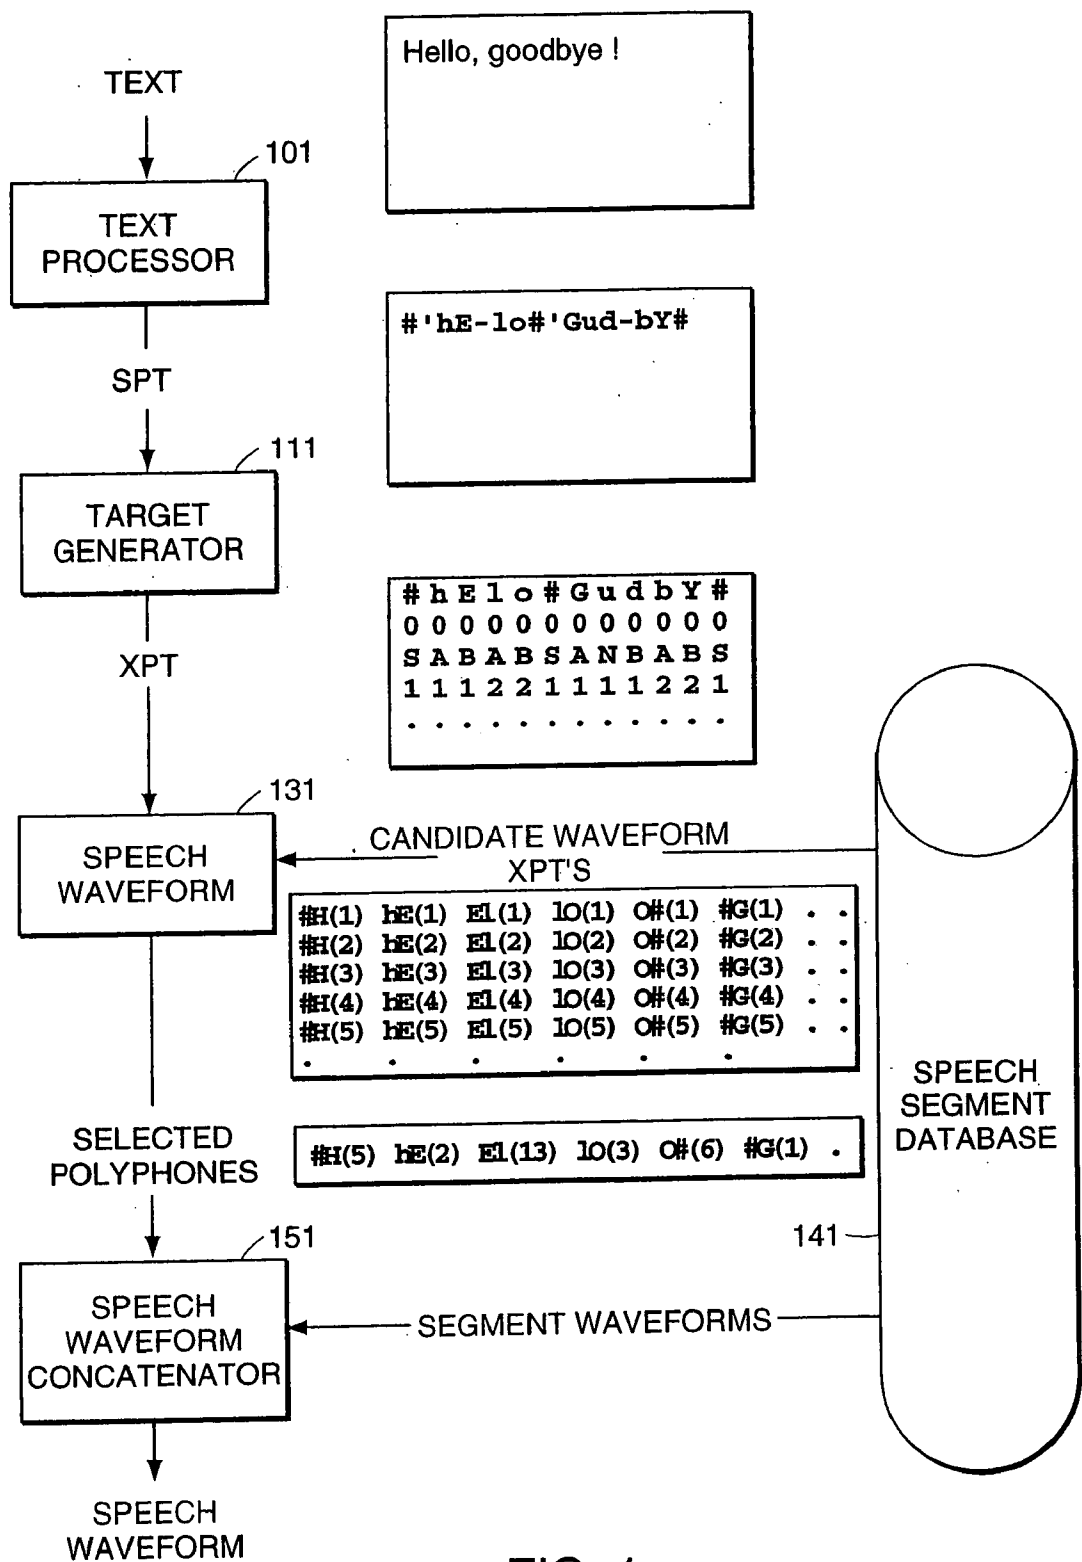 Hello, goodbye !
TEXT
101
TEXT
PROCESSOR
#'hE-lo#'Gud-bY#
SPT
111
TARGET
GENERATOR
# h E l o # G u d b Y #
0 0 0 0 0 0 0 0 0 0 0 0
S A B A B S A N B A B S
1 1 1 2 2 1 1 1 1 2 2 1
. . . . . . . . . . . .
XPT
131
SPEECH
WAVEFORM
CANDIDATE WAVEFORM
XPT'S
#H(1) hE(1) El(1) lO(1) O#(1) #G(1) . .
#H(2) hE(2) El(2) lO(2) O#(2) #G(2) . .
#H(3) hE(3) El(3) lO(3) O#(3) #G(3) . .
#H(4) hE(4) El(4) lO(4) O#(4) #G(4) . .
#H(5) hE(5) El(5) lO(5) O#(5) #G(5) . .
. . . . . .
SPEECH
SEGMENT
DATABASE
SELECTED
POLYPHONES
#H(5) hE(2) El(13) lO(3) O#(6) #G(1) .
151
141
SPEECH
WAVEFORM
CONCATENATOR
SEGMENT WAVEFORMS
SPEECH
WAVEFORM